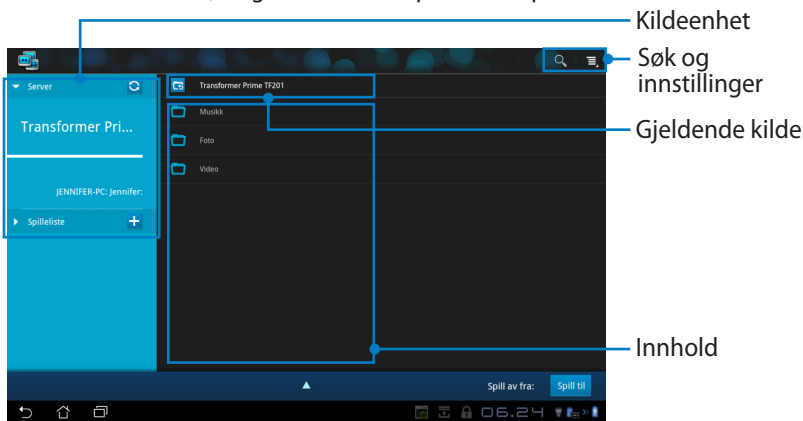 Kildeenhet
Søk og
innstillinger
Server
Transformer Prime TF201
Musikk
Gjeldende kilde
Transformer Pri...
Foto
Video
JENNIFER-PC: Jennifer:
Spilleliste
Innhold
Spill av fra:
Spill til
06.24